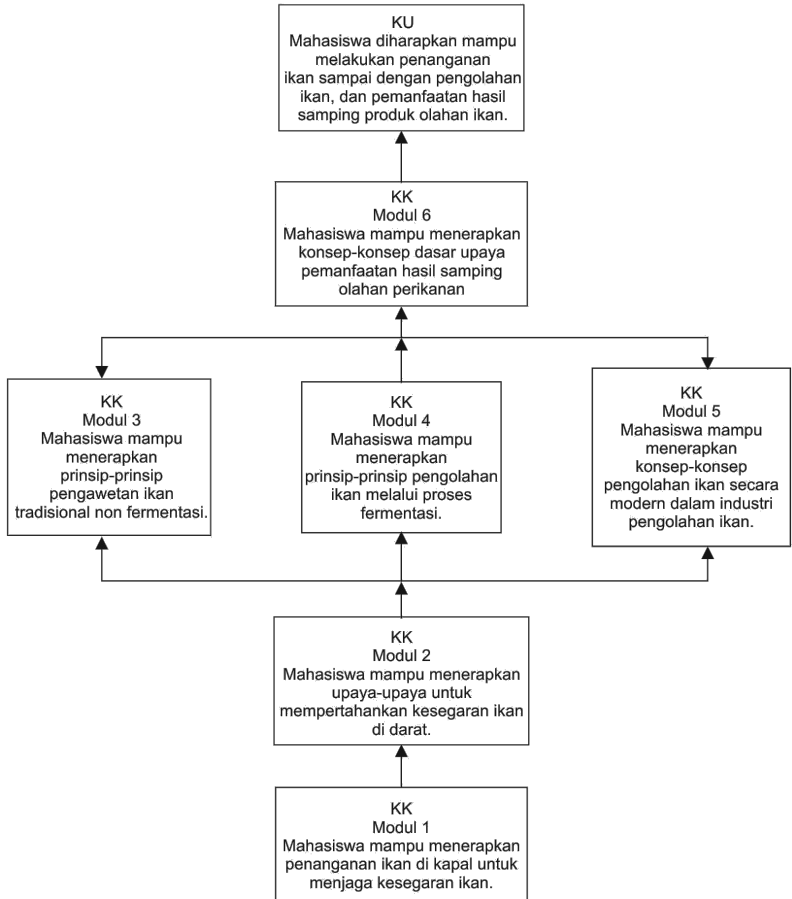 KU
Mahasiswa diharapkan mampu
melakukan penanganan
ikan sampai dengan pengolahan
ikan, dan pemanfaatan hasil
samping produk olahan ikan.
KK
Modul 6
Mahasiswa mampu menerapkan
konsep-konsep dasar upaya
pemanfaatan hasil samping
olahan perikanan
KK
Modul 3
Mahasiswa mampu
menerapkan
prinsip-prinsip
pengawetan ikan
tradisional non fermentasi.
KK
Modul 4
Mahasiswa mampu
menerapkan
prinsip-prinsip pengolahan
ikan melalui proses
fermentasi.
KK
Modul 5
Mahasiswa mampu
menerapkan
konsep-konsep
pengolahan ikan secara
modern dalam industri
pengolahan ikan.
KK
Modul 2
Mahasiswa mampu menerapkan
upaya-upaya untuk
mempertahankan kesegaran ikan
di darat.
KK
Modul 1
Mahasiswa mampu menerapkan
penanganan ikan di kapal untuk
menjaga kesegaran ikan.